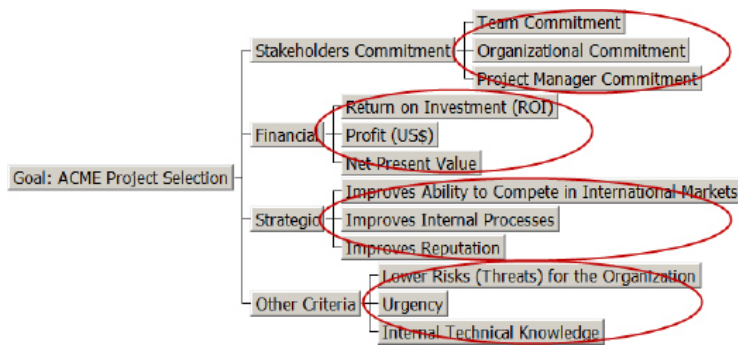 Team Commitment
Stakeholders Commitment
Organizational Commitment
Project Manager Commitment
Return on Investment (ROI)
Financial
Profit (US$)
Net Present Value
Goal: ACME Project Selection
Improves Ability to Compete in International Markets
Strategic
Improves Internal Processes
Improves Reputation
Lower Risks (Threats) for the Organization
Other Criteria
Urgency
Internal Technical Knowledge